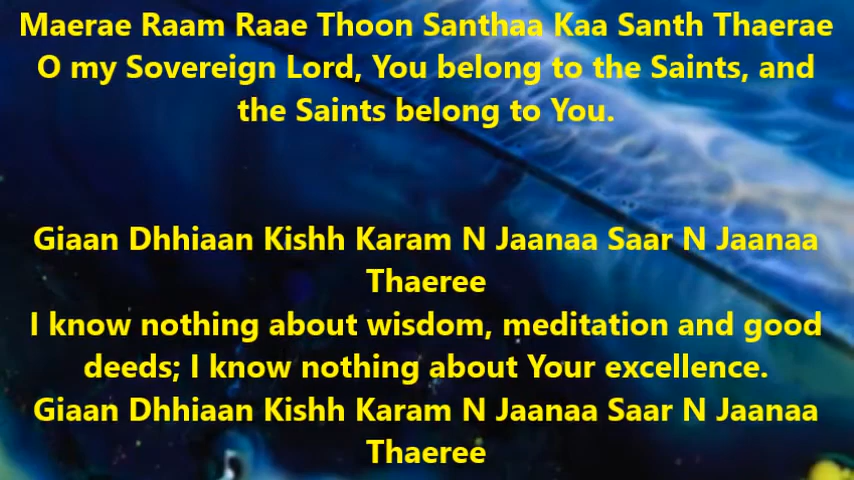 Maerae Raam Raae Thoon Santhaa Kaa Santh Thaerae
O my Sovereign Lord, You belong to the Saints, and
the Saints belong to You.
Giaan Dhhiaan Kishh Karam N Jaanaa Saar N Jaanaa
Thaeree
I know nothing about wisdom, meditation and good
deeds; I know nothing about Your excellence.
Giaan Dhhiaan Kishh Karam N Jaanaa Saar N Jaanaa
Thaeree